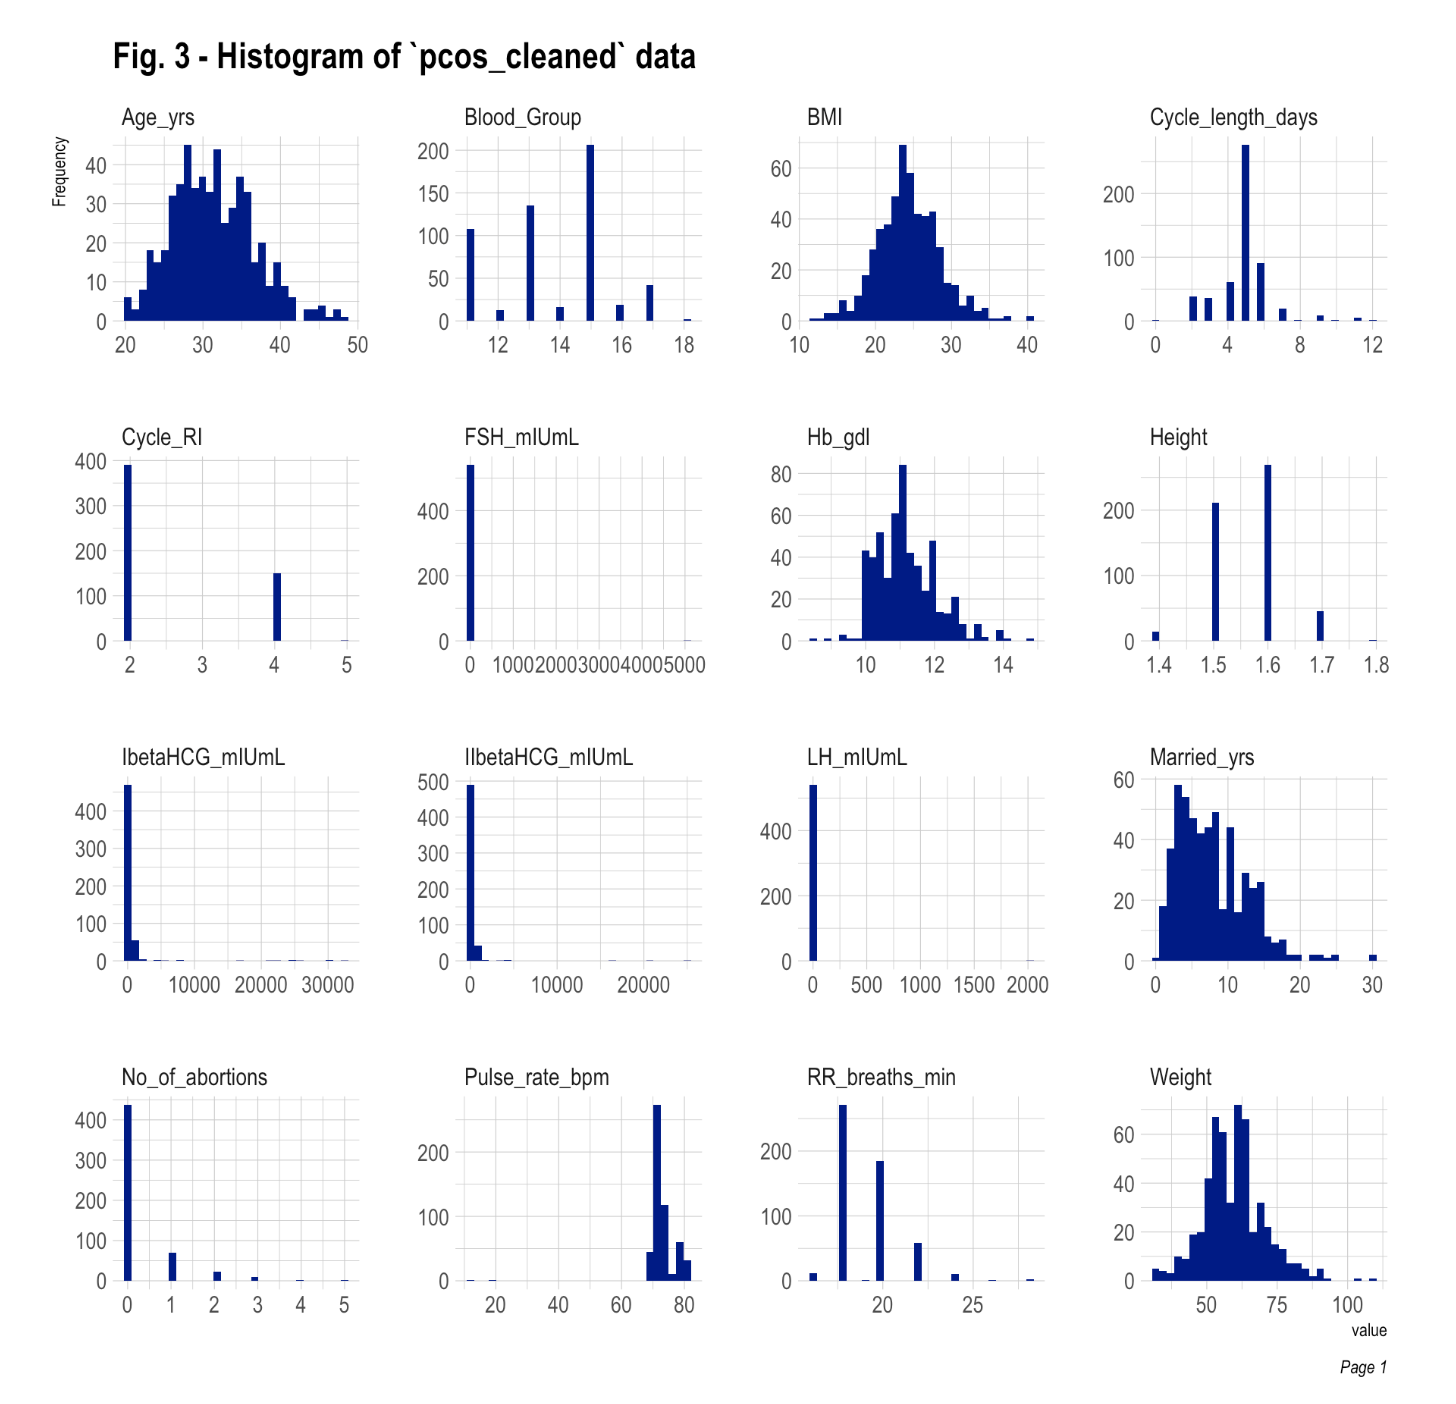 Fig. 3 - Histogram of `pcos_cleaned` data
Age_yrs Blood_Group BMI Cycle_length_days
Frequency
40 30 20 10 0
20 30 40 50
200 150 100 50 0
12 14 16 18
60 40 20 0
10 20 30 40
200 100 0
0 4 8 12
Cycle_RI FSH_mIUmL Hb_gdl Height
400 300 200 100 0
2 3 4 5
400 200 0
0 1000 2000 3000 4000 5000
80 60 40 20 0
10 12 14
200 100 0
1.4 1.5 1.6 1.7 1.8
IbetaHCG_mIUmL IIbetaHCG_mIUmL LH_mIUmL Married_yrs
400 300 200 100 0
0 10000 20000 30000
500 400 300 200 100 0
0 10000 20000
400 200 0
0 500 1000 1500 2000
60 40 20 0
0 10 20 30
No_of_abortions Pulse_rate_bpm RR_breaths_min Weight
400 300 200 100 0
0 1 2 3 4 5
200 100 0
20 40 60 80
200 100 0
20 25
60 40 20 0
50 75 100
value
Page 1